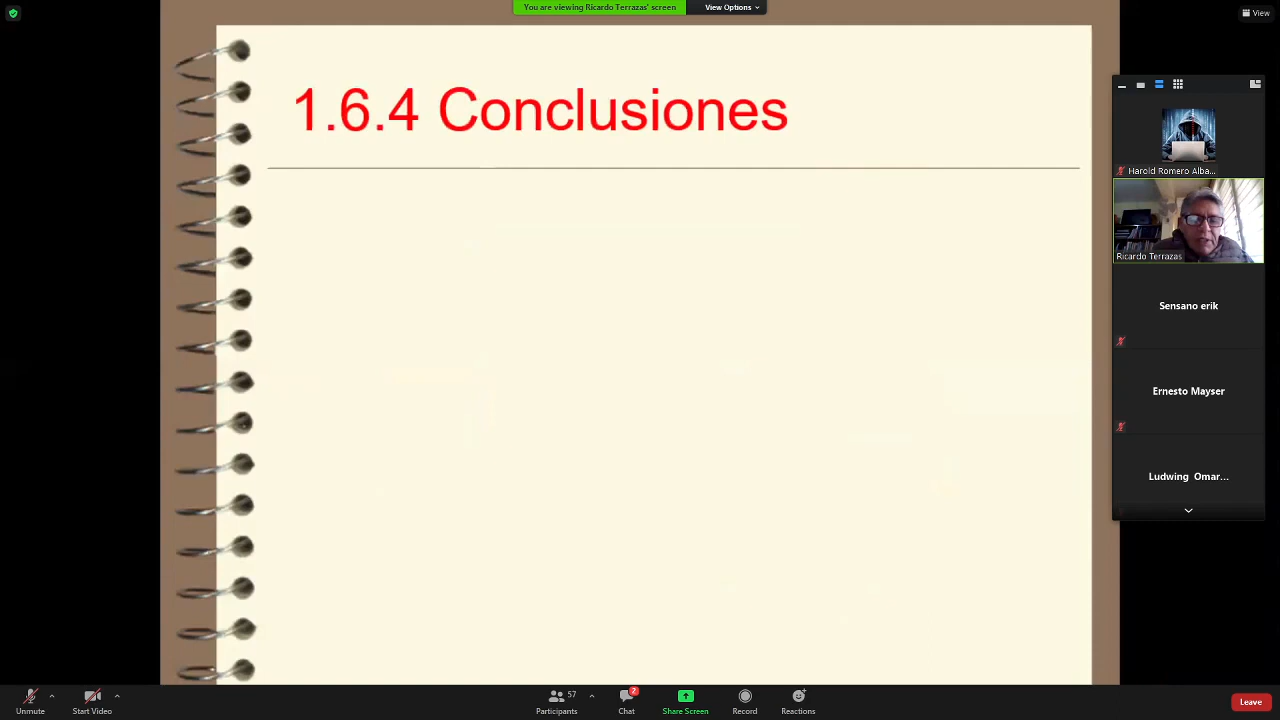 You are viewing Ricardo Terrazas' screen
View Options
View
1.6.4 Conclusiones
Harold Romero Alba...
Ricardo Terrazas
Sensano erik
Ernesto Mayser
Ludwing Omar...
Unmute
Start Video
57
Participants
2
Chat
Share Screen
Record
Reactions
Leave